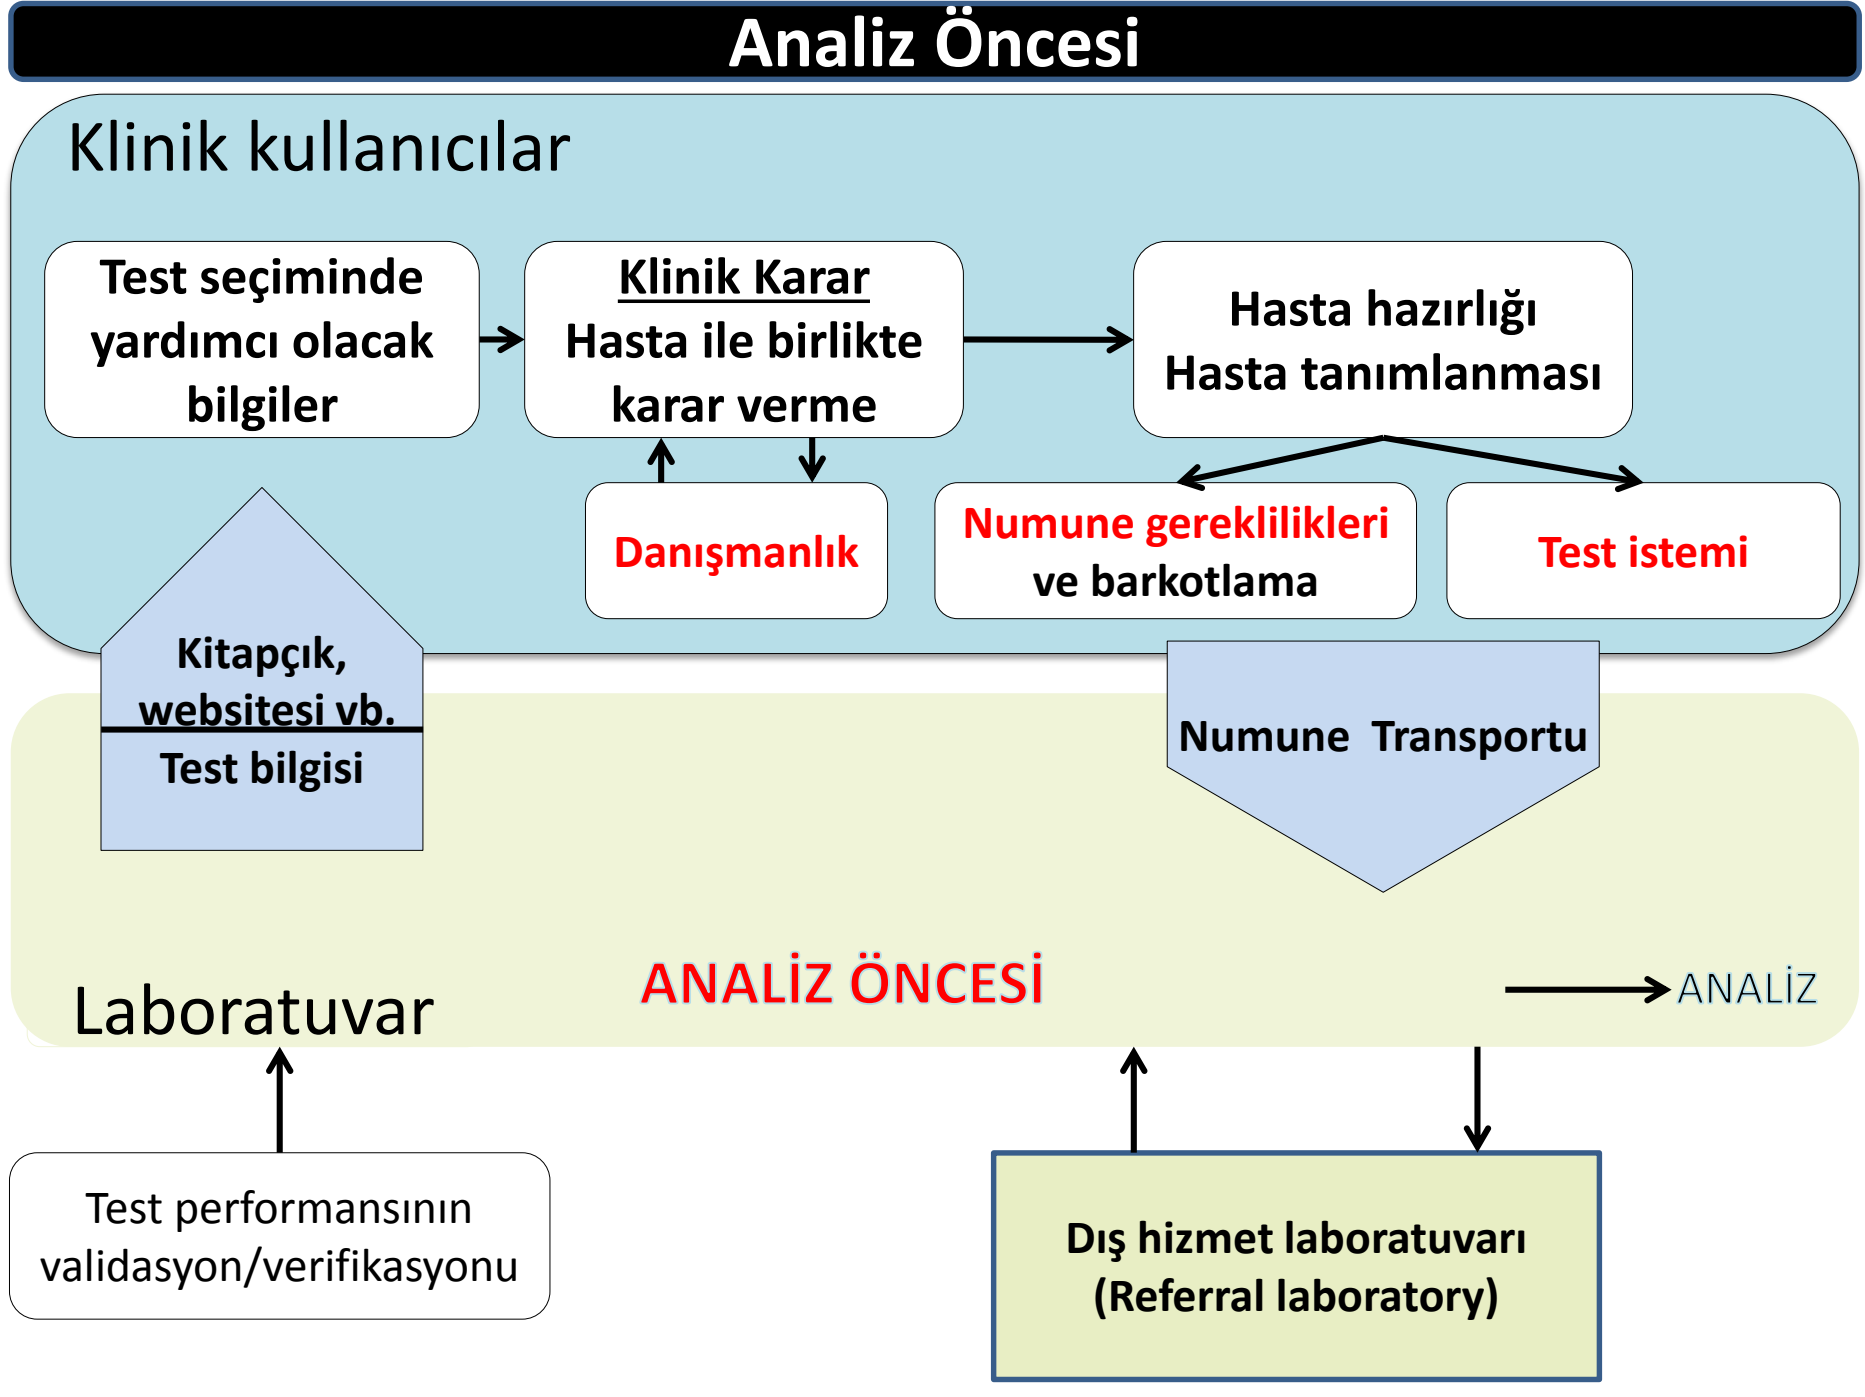 Analiz Öncesi
Klinik kullanıcılar
Test seçiminde
yardımcı olacak
bilgiler
Klinik Karar
Hasta ile birlikte
karar verme
Hasta hazırlığı
Hasta tanımlanması
Danışmanlık
Numune gereklilikleri
ve barkotlama
Test istemi
Kitapçık,
websitesi vb.
Test bilgisi
Numune  Transportu
ANALİZ ÖNCESİ
ANALİZ
Laboratuvar
Test performansının
validasyon/verifikasyonu
Dış hizmet laboratuvarı
(Referral laboratory)